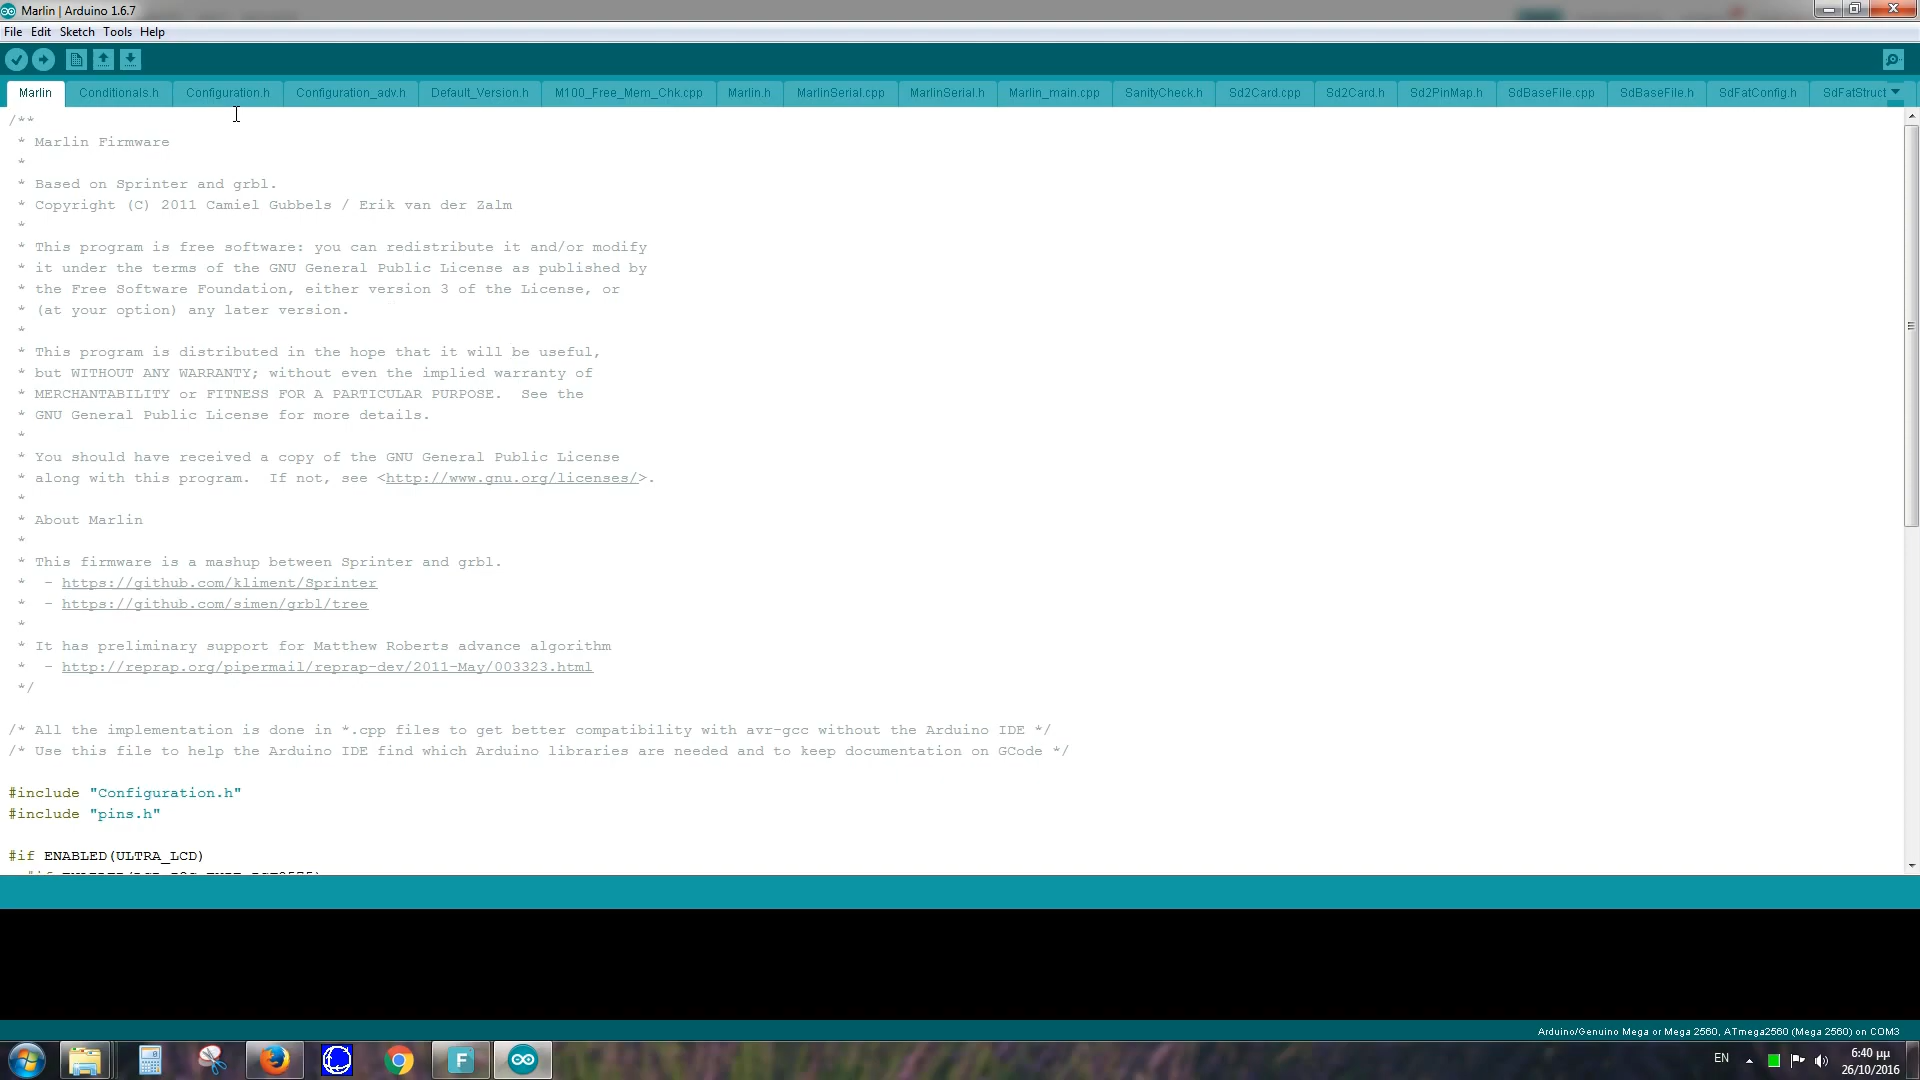 Marlin | Arduino 1.6.7
File Edit Sketch Tools Help
Marlin Conditionals.h Configuration.h Configuration_adv.h Default_Version.h M100_Free_Mem_Chk.cpp Marlin.h MarlinSerial.cpp MarlinSerial.h Marlin_main.cpp SanityCheck.h Sd2Card.cpp Sd2Card.h Sd2PinMap.h SdBaseFile.cpp SdBaseFile.h SdFatConfig.h SdFatStruct
/**
 * Marlin Firmware
 *
 * Based on Sprinter and grbl.
 * Copyright (C) 2011 Camiel Gubbels / Erik van der Zalm
 *
 * This program is free software: you can redistribute it and/or modify
 * it under the terms of the GNU General Public License as published by
 * the Free Software Foundation, either version 3 of the License, or
 * (at your option) any later version.
 *
 * This program is distributed in the hope that it will be useful,
 * but WITHOUT ANY WARRANTY; without even the implied warranty of
 * MERCHANTABILITY or FITNESS FOR A PARTICULAR PURPOSE.  See the
 * GNU General Public License for more details.
 *
 * You should have received a copy of the GNU General Public License
 * along with this program.  If not, see <http://www.gnu.org/licenses/>.
 *
 * About Marlin
 *
 * This firmware is a mashup between Sprinter and grbl.
 *  - https://github.com/kliment/Sprinter
 *  - https://github.com/simen/grbl/tree
 *
 * It has preliminary support for Matthew Roberts advance algorithm
 *  - http://reprap.org/pipermail/reprap-dev/2011-May/003323.html
 */
/* All the implementation is done in *.cpp files to get better compatibility with avr-gcc without the Arduino IDE */
/* Use this file to help the Arduino IDE find which Arduino libraries are needed and to keep documentation on GCode */
#include "Configuration.h"
#include "pins.h"
#if ENABLED(ULTRA_LCD)
Arduino/Genuino Mega or Mega 2560, ATmega2560 (Mega 2560) on COM3
F
EN
6:40 μμ
26/10/2016